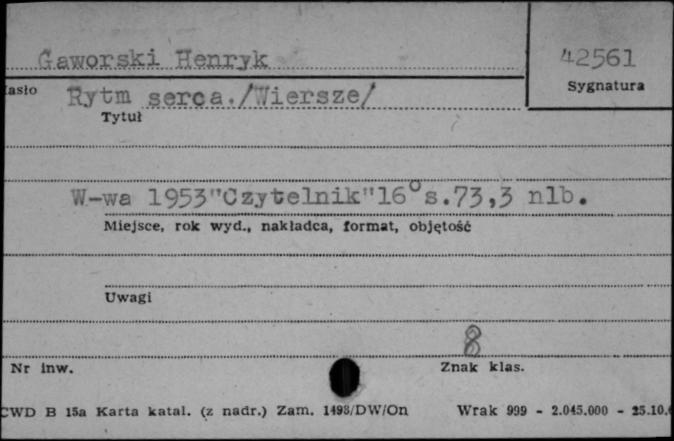 Gaworski Henryk
42561
Sygnatura
asło Rytm serca./Wiersze/
Tytuł
W-wa 1953"Czytelnik"16° s.73,3 nlb.
Miejsce, rok wyd., nakładca, format, objętość
Uwagi
8
Nr inw.
Znak klas.
CWD B 15a Karta katal. (z nadr.) Zam. 1498/DW/On Wrak 999 - 2.045.000 - 25.10.